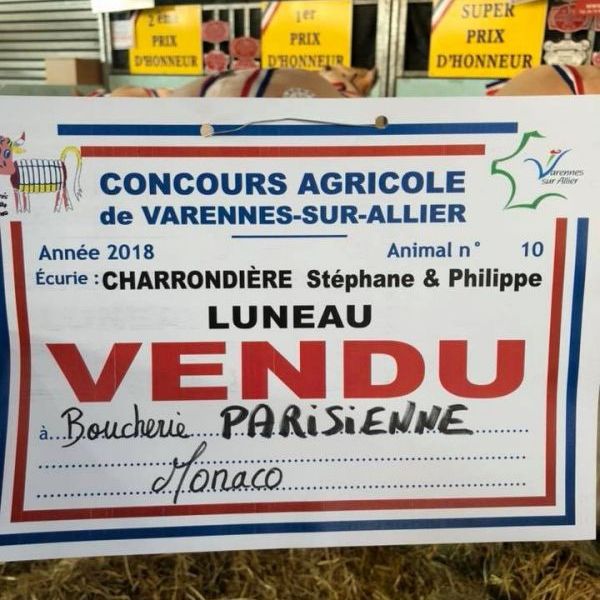 2ème
PRIX
D'HONNEUR
1er
PRIX
D'HONNEUR
SUPER
PRIX
D'HONNEUR
CONCOURS AGRICOLE
de VARENNES-SUR-ALLIER
Varennes
sur Allier
Année 2018
Animal n° 10
Écurie : CHARRONDIÈRE Stéphane & Philippe
LUNEAU
VENDU
à...Boucherie PARISIENNE
Monaco